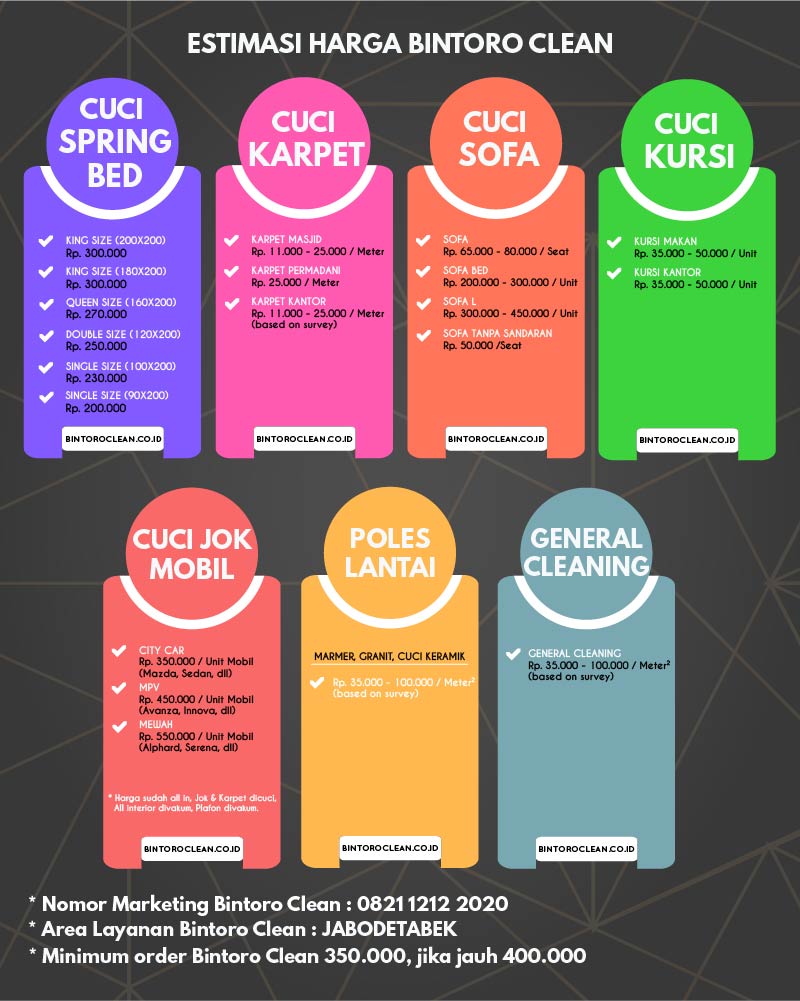 ESTIMASI HARGA BINTORO CLEAN
CUCI
SPRING
BED
KING SIZE (200X200)
Rp. 300.000
KING SIZE (180X200)
Rp. 300.000
QUEEN SIZE (160X200)
Rp. 270.000
DOUBLE SIZE (120X200)
Rp. 250.000
SINGLE SIZE (100X200)
Rp. 230.000
SINGLE SIZE (90X200)
Rp. 200.000
BINTOROCLEAN.CO.ID
CUCI
KARPET
KARPET MASJID
Rp. 11.000 - 25.000 / Meter
KARPET PERMADANI
Rp. 25.000 / Meter
KARPET KANTOR
Rp. 11.000 - 25.000 / Meter
(based on survey)
BINTOROCLEAN.CO.ID
CUCI
SOFA
SOFA
Rp. 65.000 - 80.000 / Seat
SOFA BED
Rp. 200.000 - 300.000 / Unit
SOFA L
Rp. 300.000 - 450.000 / Unit
SOFA TANPA SANDARAN
Rp. 50.000 /Seat
BINTOROCLEAN.CO.ID
CUCI
KURSI
KURSI MAKAN
Rp. 35.000 - 50.000 / Unit
KURSI KANTOR
Rp. 35.000 - 50.000 / Unit
BINTOROCLEAN.CO.ID
CUCI JOK
MOBIL
CITY CAR
Rp. 350.000 / Unit Mobil
(Mazda, Sedan, dll)
MPV
Rp. 450.000 / Unit Mobil
(Avanza, Innova, dll)
MEWAH
Rp. 550.000 / Unit Mobil
(Alphard, Serena, dll)
* Harga sudah all in, Jok & Karpet dicuci,
All interior divakum, Plafon divakum.
BINTOROCLEAN.CO.ID
POLES
LANTAI
MARMER, GRANIT, CUCI KERAMIK
Rp. 35.000 - 100.000 / Meter²
(based on survey)
BINTOROCLEAN.CO.ID
GENERAL
CLEANING
GENERAL CLEANING
Rp. 35.000 - 100.000 / Meter²
(based on survey)
BINTOROCLEAN.CO.ID
* Nomor Marketing Bintoro Clean : 0821 1212 2020
* Area Layanan Bintoro Clean : JABODETABEK
* Minimum order Bintoro Clean 350.000, jika jauh 400.000